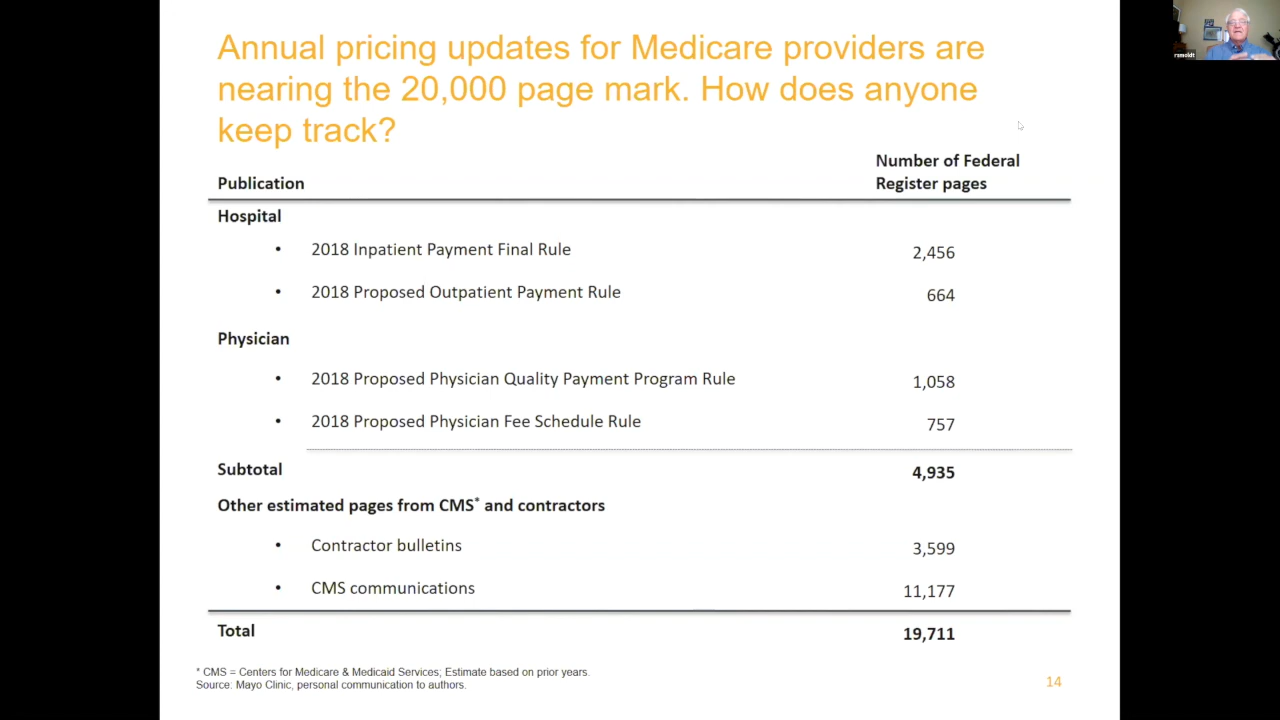 Annual pricing updates for Medicare providers are
nearing the 20,000 page mark. How does anyone
keep track?
Publication
Number of Federal
Register pages
Hospital
• 2018 Inpatient Payment Final Rule 2,456
• 2018 Proposed Outpatient Payment Rule 664
Physician
• 2018 Proposed Physician Quality Payment Program Rule 1,058
• 2018 Proposed Physician Fee Schedule Rule 757
Subtotal 4,935
Other estimated pages from CMS* and contractors
• Contractor bulletins 3,599
• CMS communications 11,177
Total 19,711
* CMS = Centers for Medicare & Medicaid Services; Estimate based on prior years.
Source: Mayo Clinic, personal communication to authors.
14